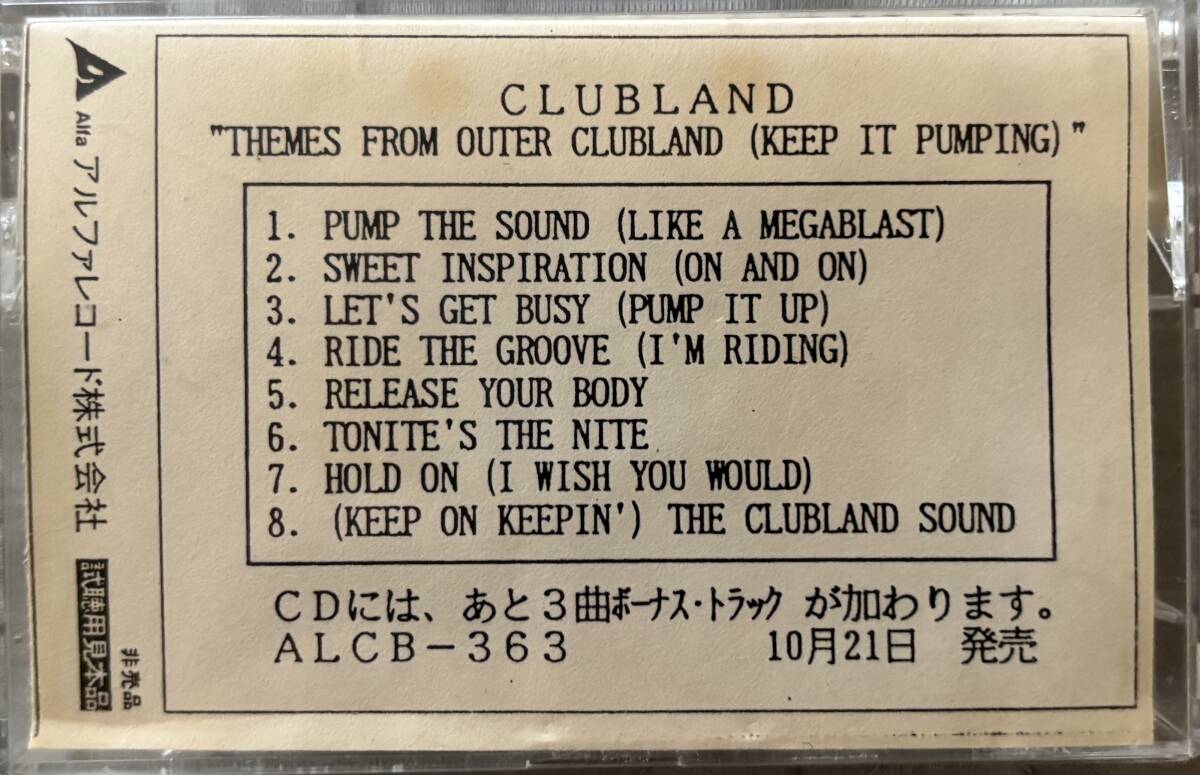 CLUBLAND
"THEMES FROM OUTER CLUBLAND (KEEP IT PUMPING)"
1. PUMP THE SOUND (LIKE A MEGABLAST)
2. SWEET INSPIRATION (ON AND ON)
3. LET'S GET BUSY (PUMP IT UP)
4. RIDE THE GROOVE (I'M RIDING)
5. RELEASE YOUR BODY
6. TONITE'S THE NITE
7. HOLD ON (I WISH YOU WOULD)
8. (KEEP ON KEEPIN') THE CLUBLAND SOUND
CDには、あと3曲ボーナス・トラックが加わります。
ALCB-363 10月21日 発売
Alfa アルファレコード株式会社 試聴用見本品
非売品